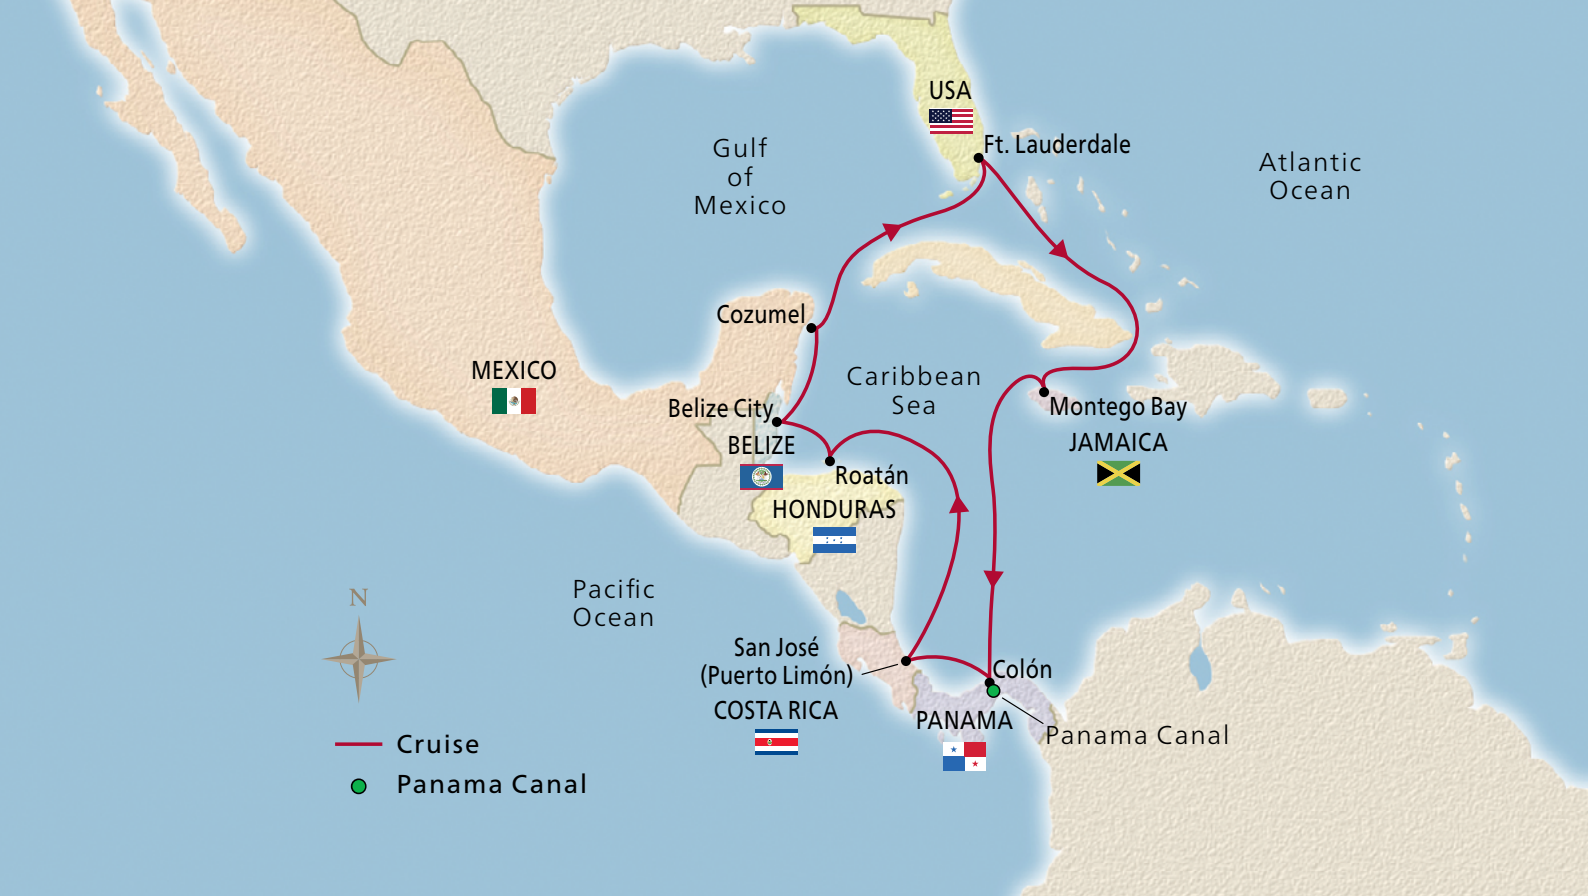 USA
Ft. Lauderdale
Gulf
of
Mexico
Atlantic
Ocean
Cozumel
MEXICO
Caribbean
Sea
Belize City
BELIZE
Montego Bay
JAMAICA
Roatán
HONDURAS
Pacific
Ocean
N
San José
(Puerto Limón)
COSTA RICA
Colón
PANAMA
Panama Canal
Cruise
Panama Canal